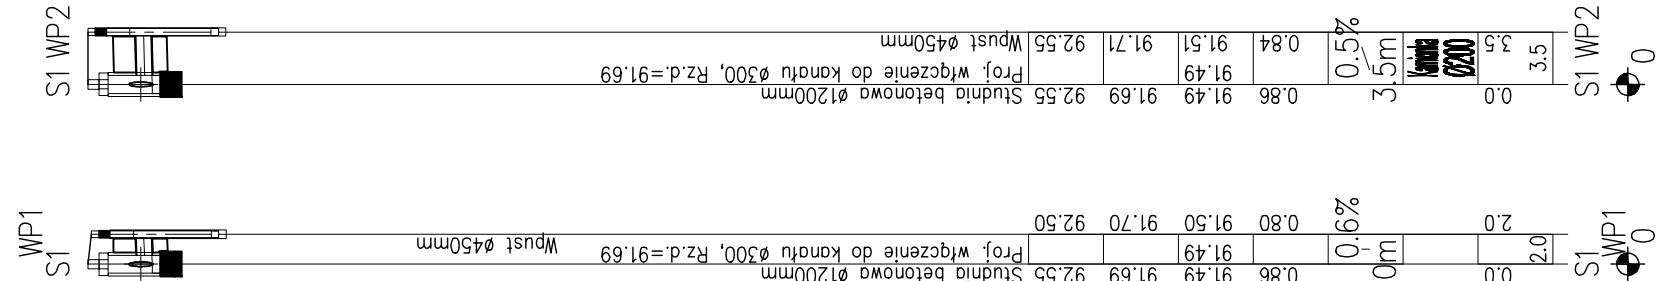 S1 WP2
Wpust ø450mm 92.55 91.71 91.51 0.84 3.5
Proj. włączenie do kanału ø300, Rz.d.=91.69 91.49
Studnia betonowa ø1200mm 92.55 91.69 91.49 0.86 0.0
0.5%
3.5m
Kamionka
Ø200
3.5
S1 WP2
0
WP1
S1
92.50 91.70 91.50 0.80 2.0
Wpust ø450mm
Proj. włączenie do kanału ø300, Rz.d.=91.69 91.49
Studnia betonowa ø1200mm 92.55 91.69 91.49 0.86 0.0
0.6%
0m
2.0
S1
WP1
0